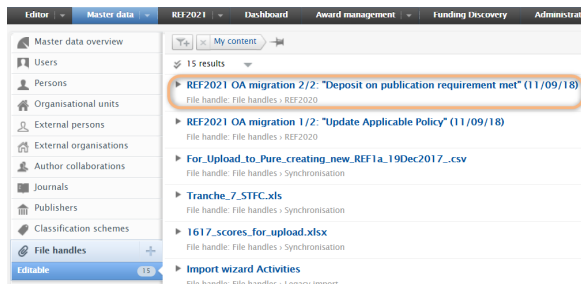 Editor
Master data
REF2021
Dashboard
Award management
Funding Discovery
Administrat
Master data overview
Users
Persons
Organisational units
External persons
External organisations
Author collaborations
Journals
Publishers
Classification schemes
File handles
Editable 15
My content
15 results
REF2021 OA migration 2/2: "Deposit on publication requirement met" (11/09/18)
File handle: File handles › REF2020
REF2021 OA migration 1/2: "Update Applicable Policy" (11/09/18)
File handle: File handles › REF2020
For_Upload_to_Pure_creating_new_REF1a_19Dec2017_.csv
File handle: File handles › Synchronisation
Tranche_7_STFC.xls
File handle: File handles › Synchronisation
1617_scores_for_upload.xlsx
File handle: File handles › Synchronisation
Import wizard Activities
File handle: File handles › Legacy import